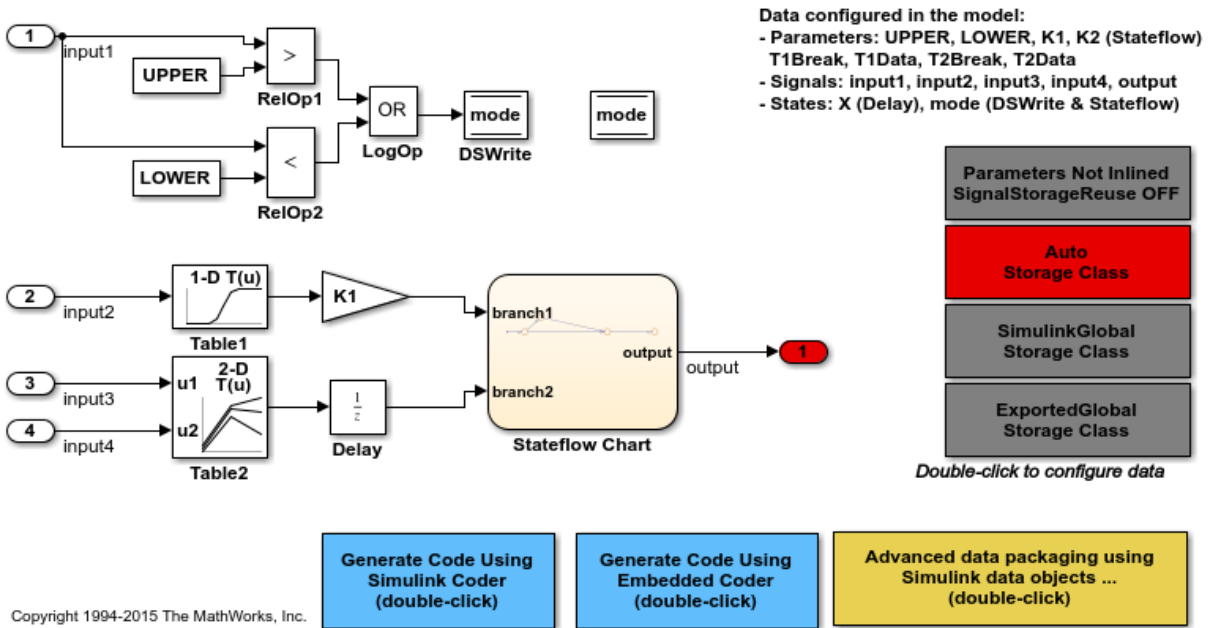 1
input1
UPPER
>
RelOp1
OR
LogOp
mode
DSWrite
mode
<
LOWER
RelOp2
Data configured in the model:
- Parameters: UPPER, LOWER, K1, K2 (Stateflow)
T1Break, T1Data, T2Break, T2Data
- Signals: input1, input2, input3, input4, output
- States: X (Delay), mode (DSWrite & Stateflow)
Parameters Not Inlined
SignalStorageReuse OFF
Auto
Storage Class
SimulinkGlobal
Storage Class
ExportedGlobal
Storage Class
Double-click to configure data
2
input2
1-D T(u)
Table1
K1
branch1
output
branch2
Stateflow Chart
output
1
3
input3
4
input4
u1
2-D
T(u)
u2
Table2
1
z
Delay
Generate Code Using
Simulink Coder
(double-click)
Generate Code Using
Embedded Coder
(double-click)
Advanced data packaging using
Simulink data objects ...
(double-click)
Copyright 1994-2015 The MathWorks, Inc.